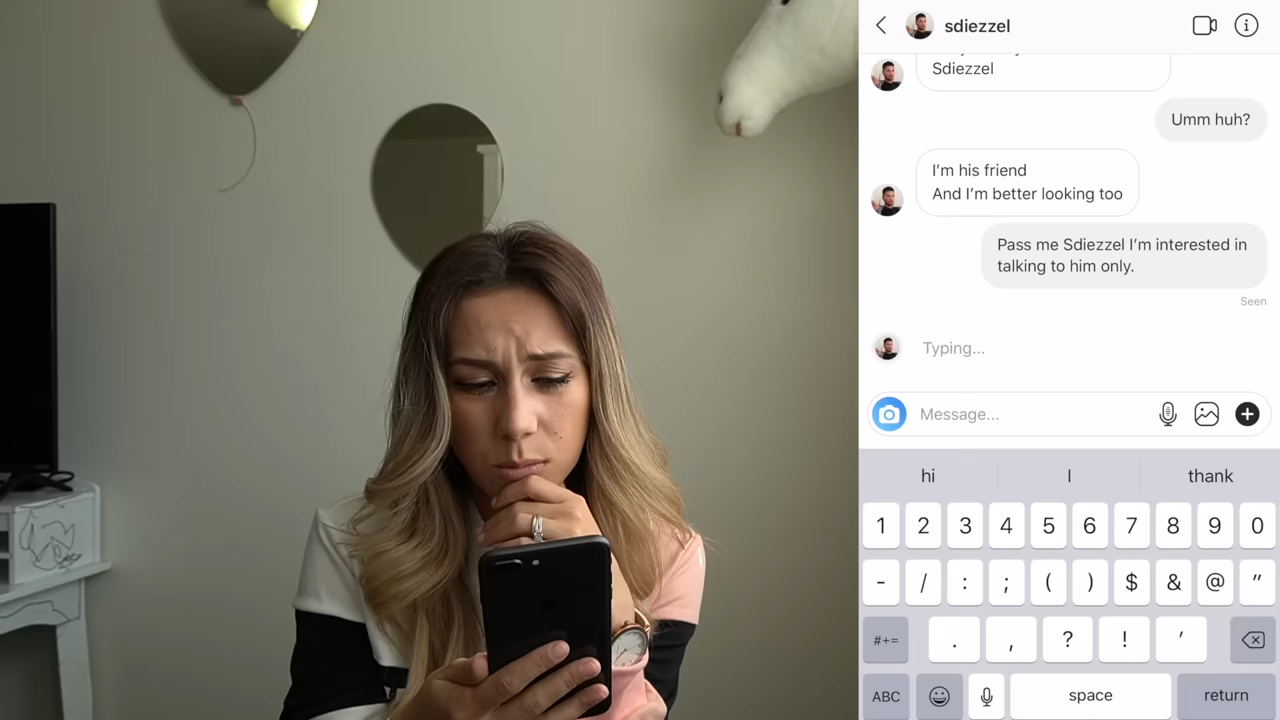 sdiezzel
Sdiezzel
Umm huh?
I'm his friend
And I'm better looking too
Pass me Sdiezzel I'm interested in
talking to him only.
Seen
Typing...
Message...
hi I thank
1 2 3 4 5 6 7 8 9 0
- / : ; ( ) $ & @ "
#+= . , ? ! '
ABC space return